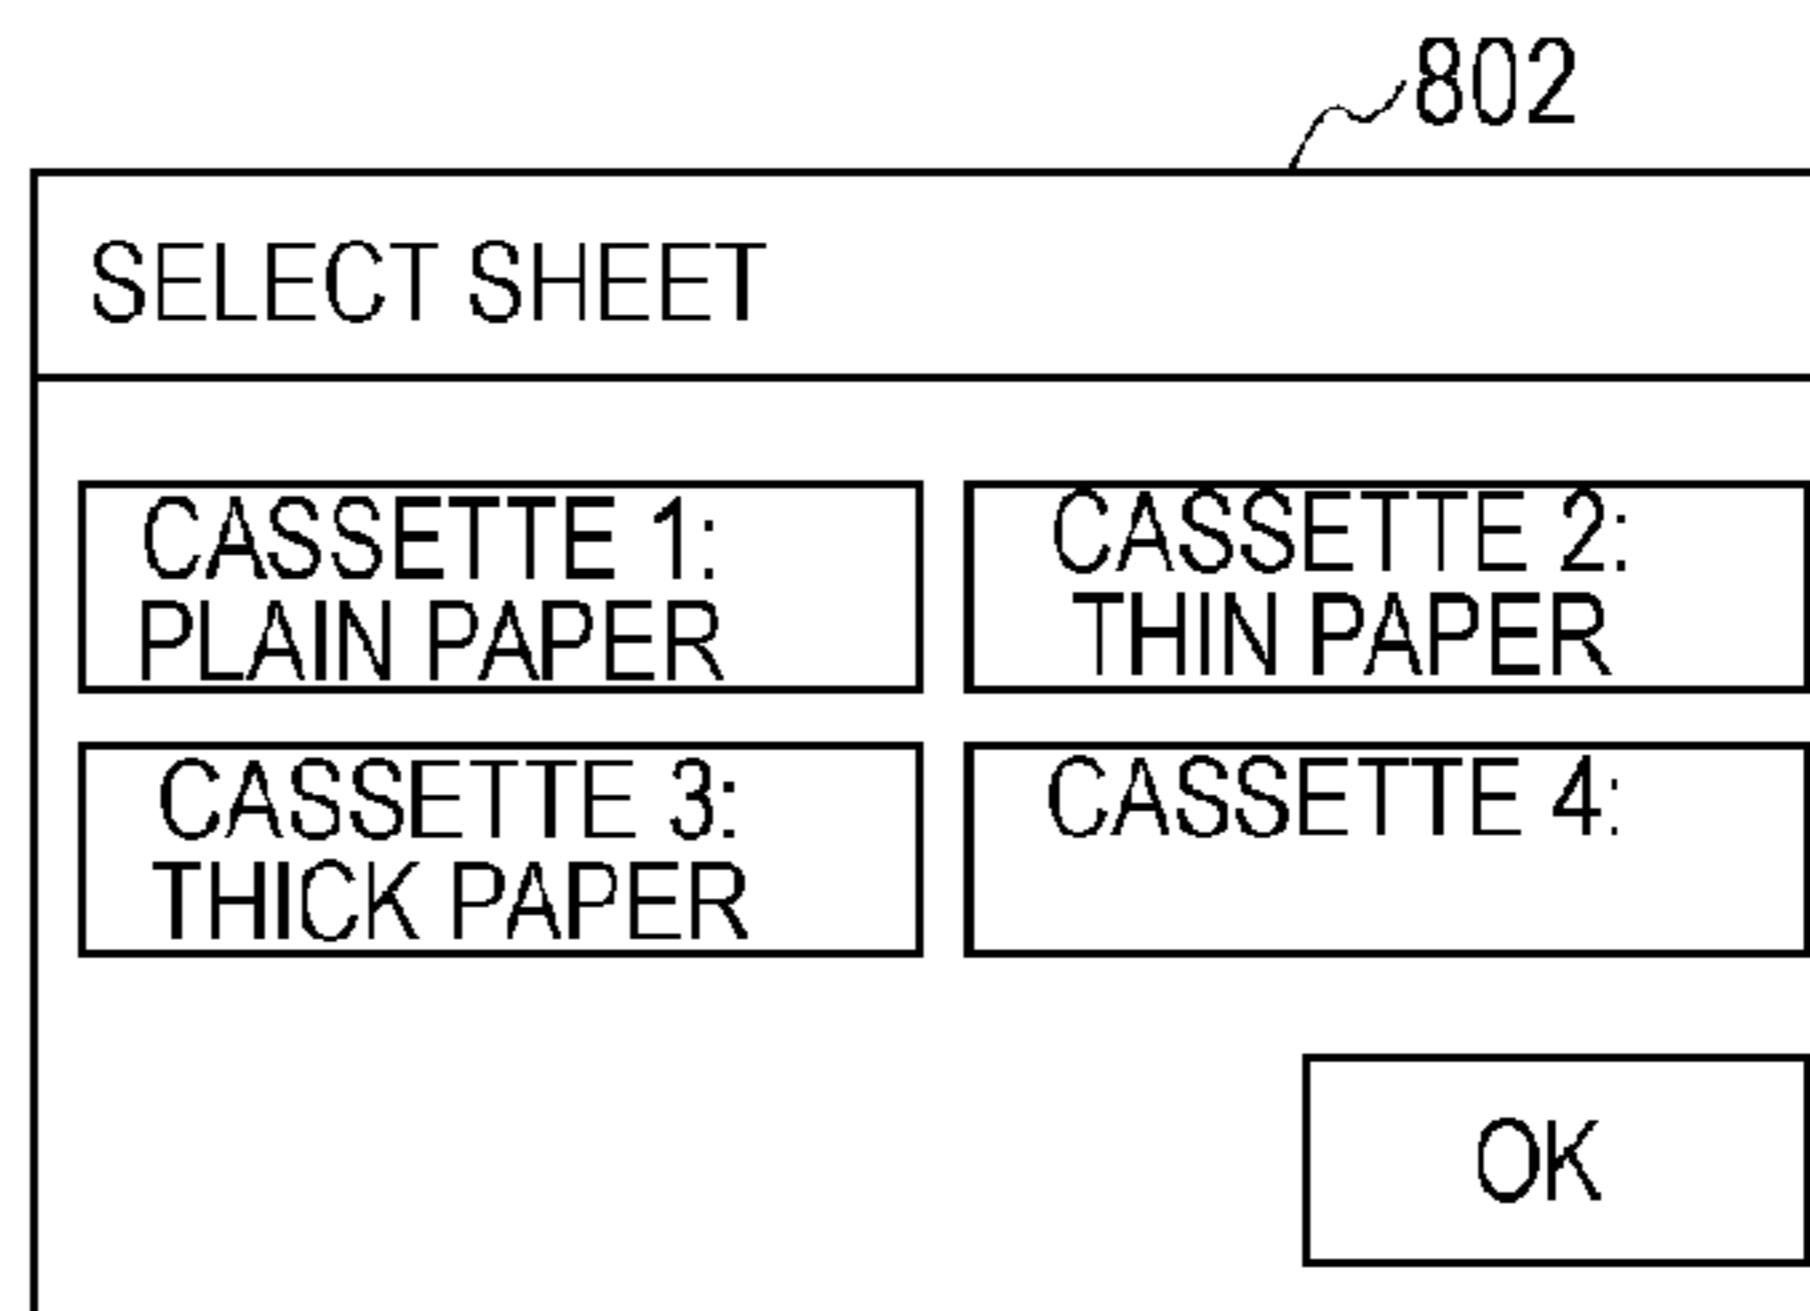 802
SELECT SHEET
CASSETTE 1:
PLAIN PAPER
CASSETTE 2:
THIN PAPER
CASSETTE 3:
THICK PAPER
CASSETTE 4:
OK